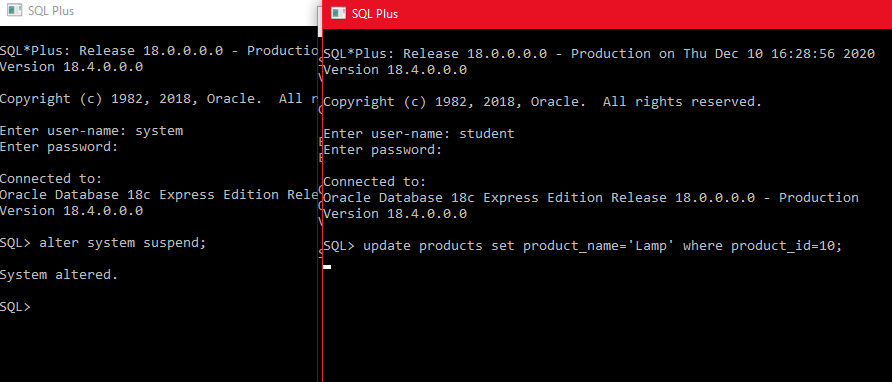 SQL Plus
SQL*Plus: Release 18.0.0.0.0 - Production
Version 18.4.0.0.0
Copyright (c) 1982, 2018, Oracle.  All r
Enter user-name: system
Enter password:
Connected to:
Oracle Database 18c Express Edition Rele
Version 18.4.0.0.0
SQL> alter system suspend;
System altered.
SQL>
SQL Plus
SQL*Plus: Release 18.0.0.0.0 - Production on Thu Dec 10 16:28:56 2020
Version 18.4.0.0.0
Copyright (c) 1982, 2018, Oracle.  All rights reserved.
Enter user-name: student
Enter password:
Connected to:
Oracle Database 18c Express Edition Release 18.0.0.0.0 - Production
Version 18.4.0.0.0
SQL> update products set product_name='Lamp' where product_id=10;